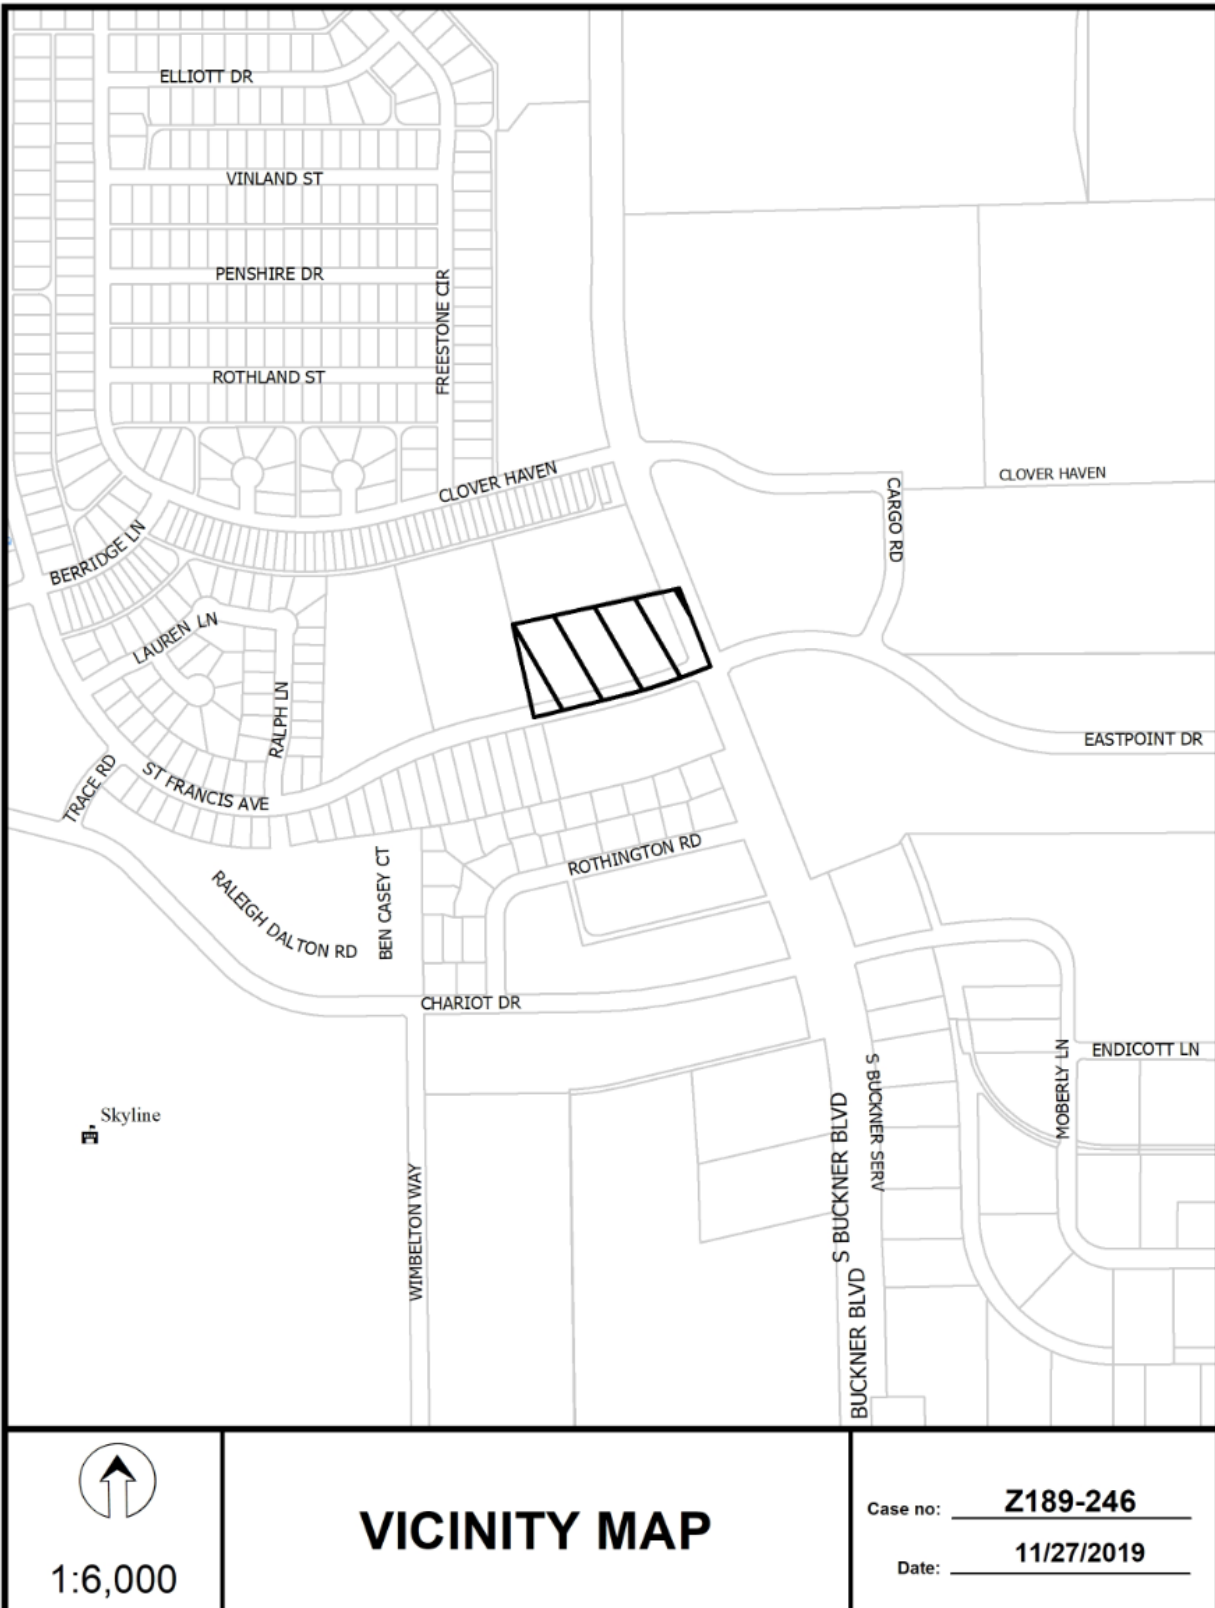 ELLIOTT DR
VINLAND ST
PENSHIRE DR
FREESTONE CIR
ROTHLAND ST
CLOVER HAVEN
CLOVER HAVEN
CARGO RD
BERRIDGE LN
LAUREN LN
RALPH LN
EASTPOINT DR
TRACE RD
ST FRANCIS AVE
ROTHINGTON RD
RALEIGH DALTON RD
BEN CASEY CT
CHARIOT DR
ENDICOTT LN
MOBERLY LN
S BUCKNER SERV
S BUCKNER BLVD
Skyline
WIMBELTON WAY
BUCKNER BLVD
1:6,000
VICINITY MAP
Case no: Z189-246
Date: 11/27/2019